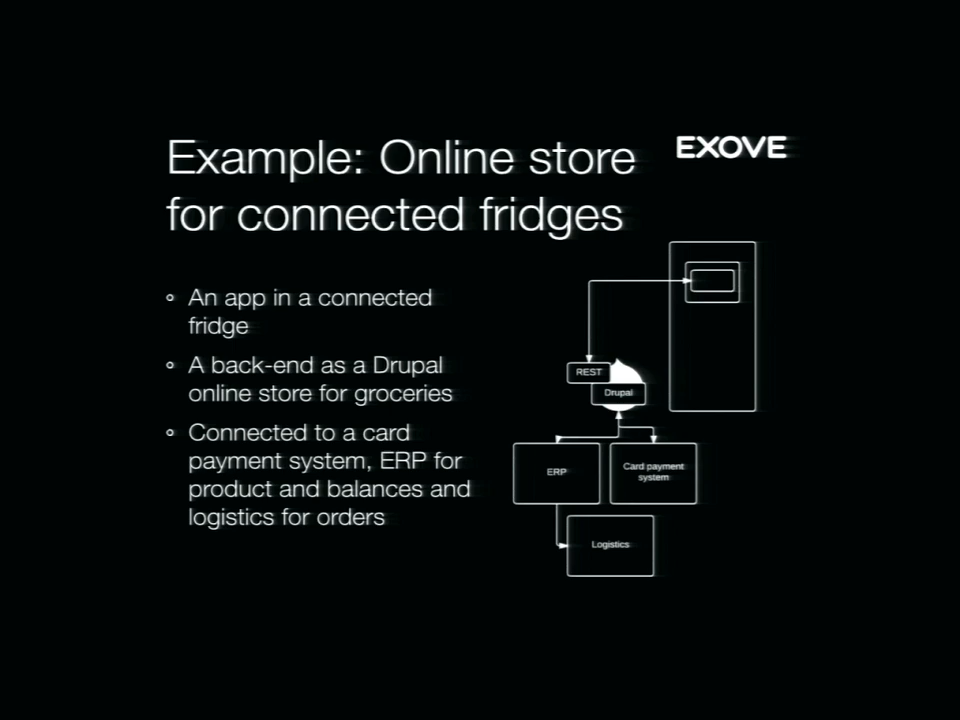 Example: Online store
for connected fridges
EXOVE
An app in a connected
fridge
A back-end as a Drupal
online store for groceries
Connected to a card
payment system, ERP for
product and balances and
logistics for orders
REST
Drupal
ERP
Card payment
system
Logistics